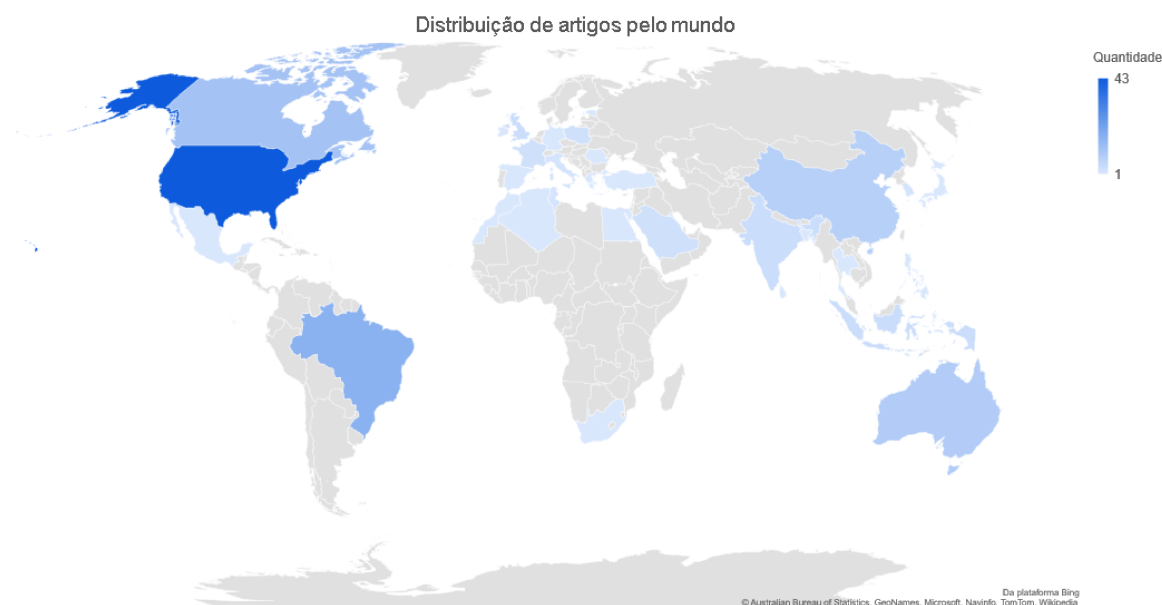 Distribuição de artigos pelo mundo
Quantidade
43
1
Da plataforma Bing
© Australian Bureau of Statistics, GeoNames, Microsoft, Navinfo, TomTom, Wikipedia